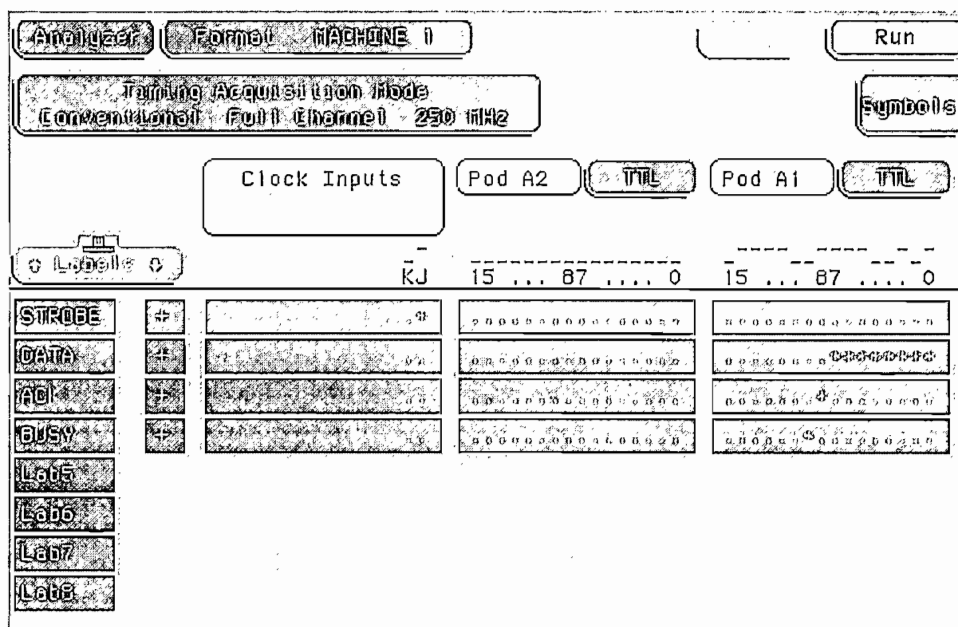 Analyzer Format MACHINE 1 Run
Timing Acquisition Mode
Conventional Full Channel 250 MHz
Symbols
Clock Inputs Pod A2 TTL Pod A1 TTL
Labels KJ 15 ... 87 .... 0 15 ... 87 .... 0
STROBE +
DATA +
ACK +
BUSY +
Lab5
Lab6
Lab7
Lab8